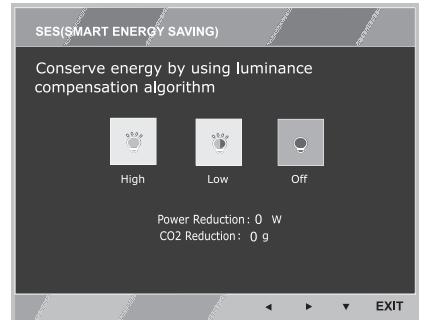 SES(SMART ENERGY SAVING)
Conserve energy by using luminance
compensation algorithm
High Low Off
Power Reduction: 0 W
CO2 Reduction: 0 g
EXIT